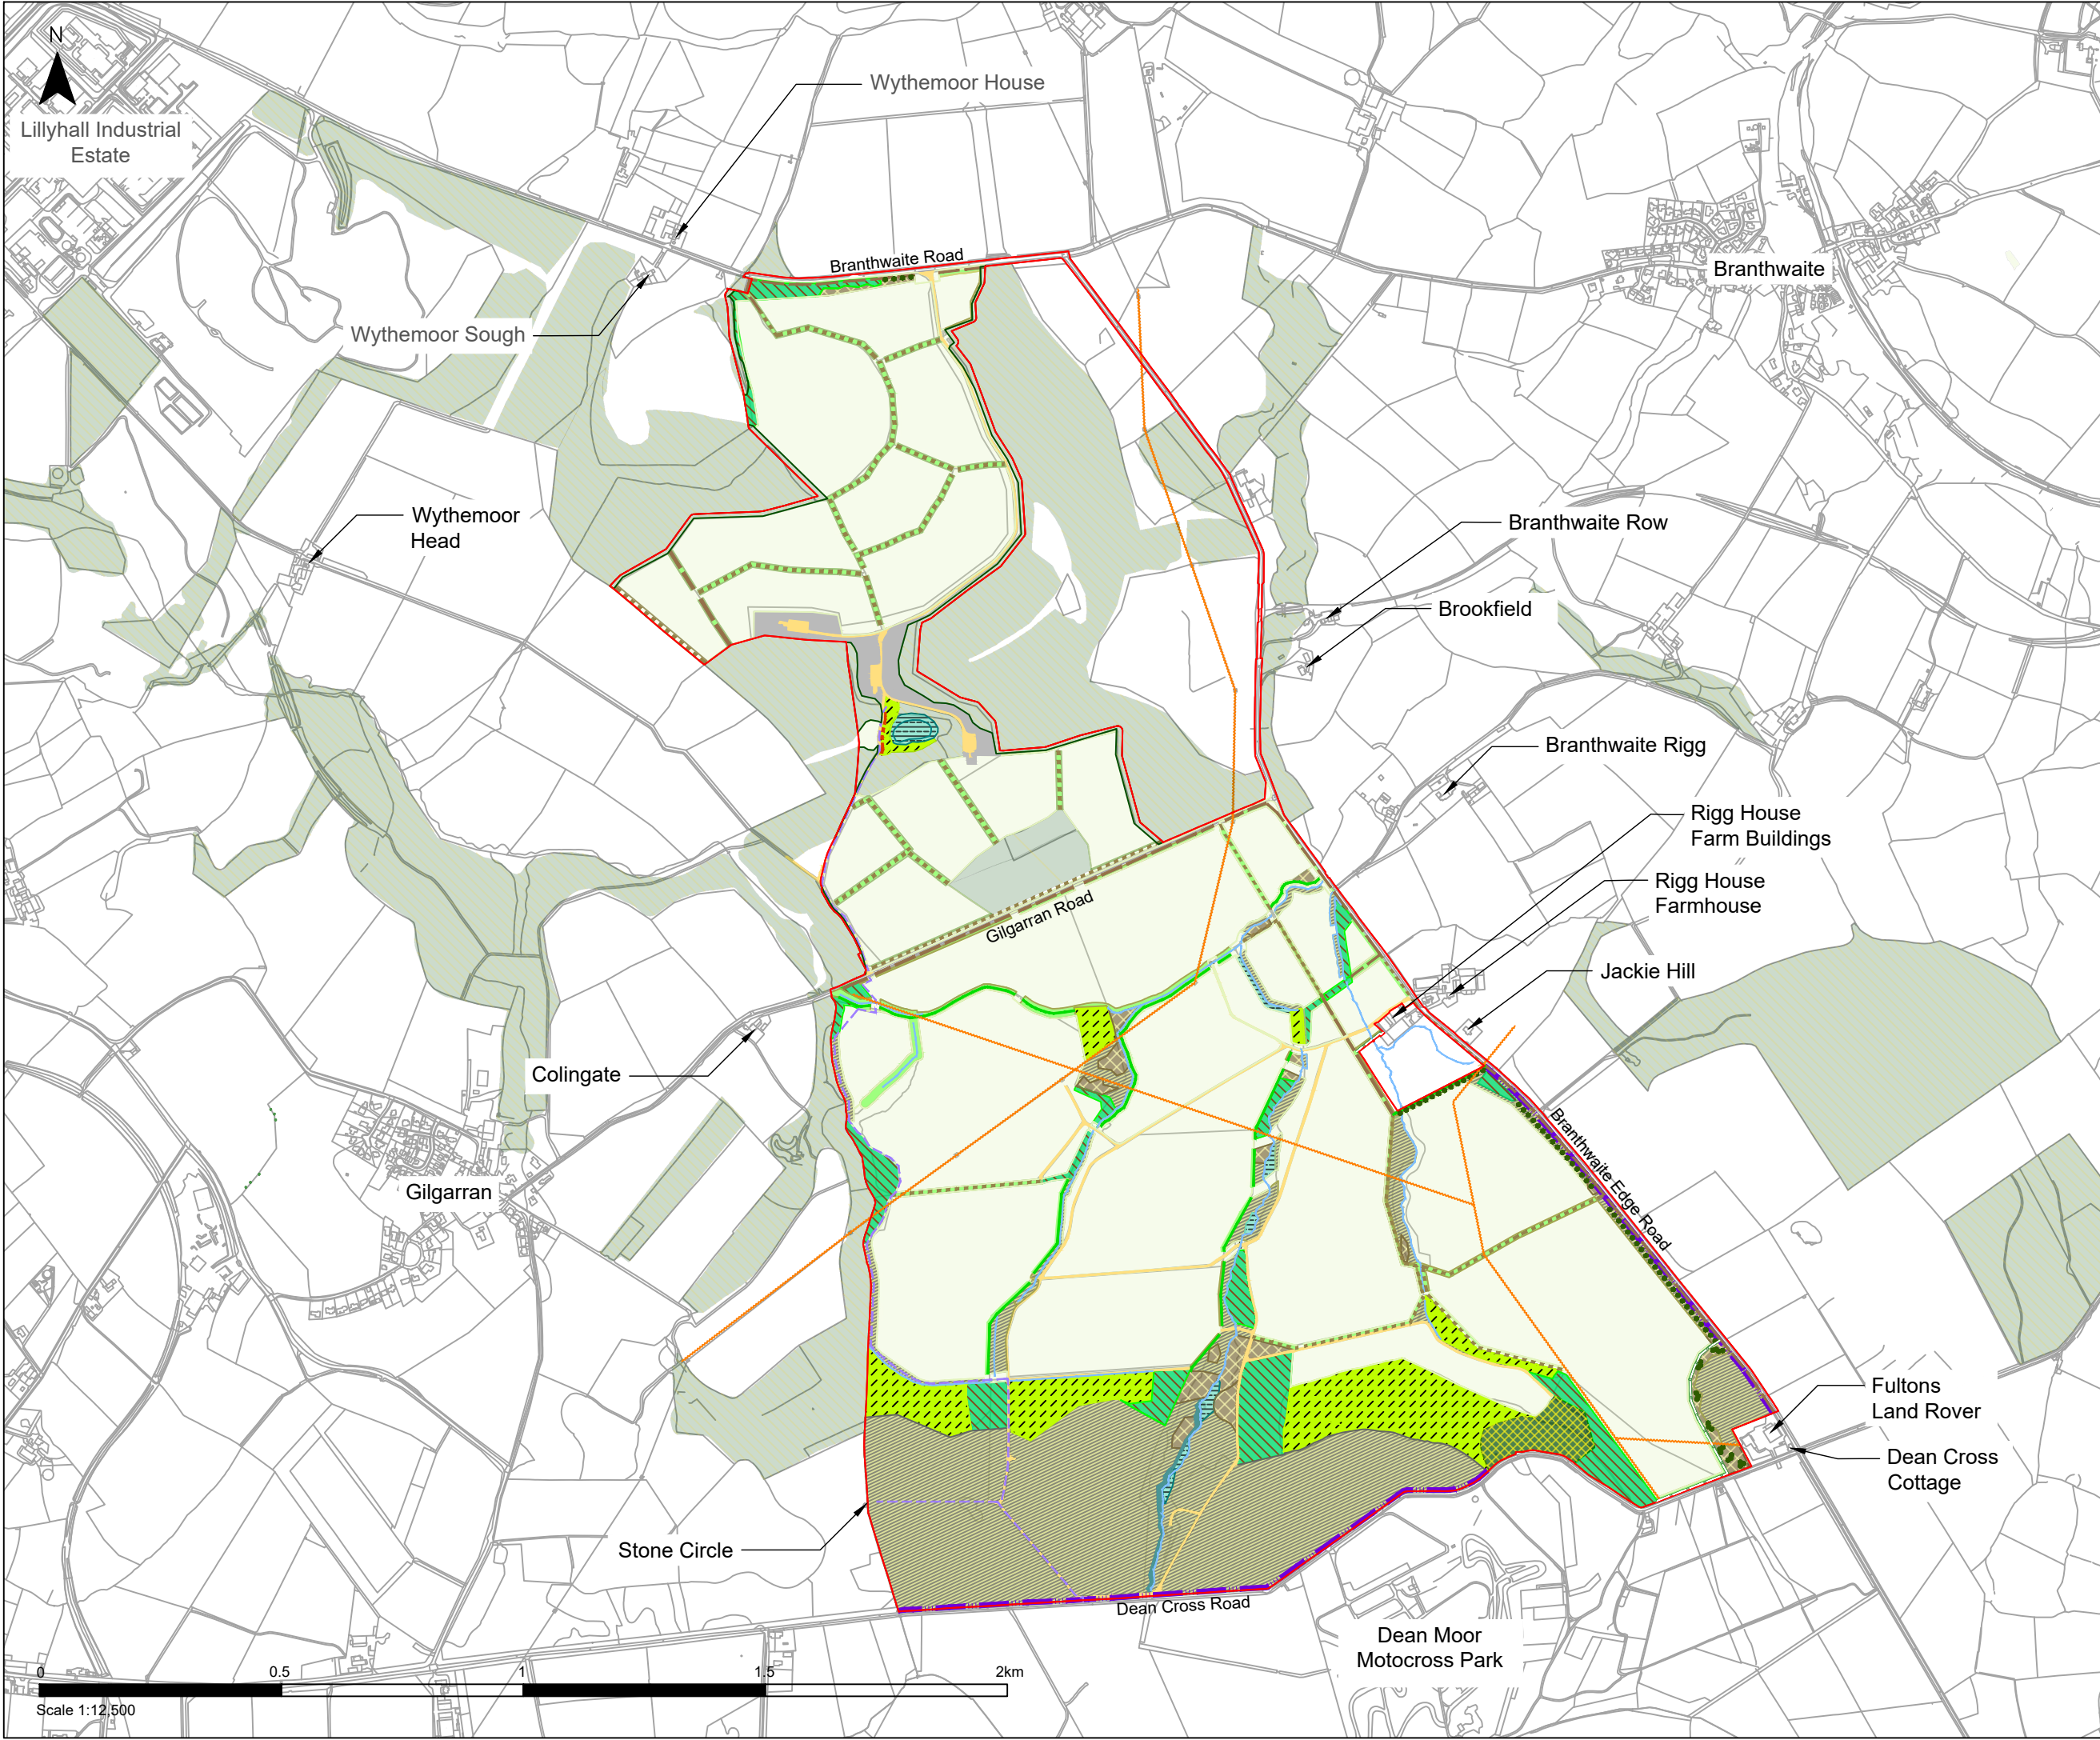 N
Lillyhall Industrial
Estate
Wythemoor House
Branthwaite Road
Branthwaite
Wythemoor Sough
Wythemoor
Head
Branthwaite Row
Brookfield
Branthwaite Rigg
Rigg House
Farm Buildings
Rigg House
Farmhouse
Gilgarran Road
Jackie Hill
Colingate
Gilgarran
Branthwaite Edge Road
Fultons
Land Rover
Dean Cross
Cottage
Stone Circle
Dean Cross Road
Dean Moor
Motocross Park
0 0.5 1 1.5 2km
Scale 1:12,500